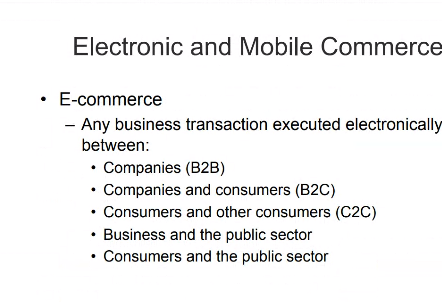 Electronic and Mobile Commerce
• E-commerce
– Any business transaction executed electronically
between:
• Companies (B2B)
• Companies and consumers (B2C)
• Consumers and other consumers (C2C)
• Business and the public sector
• Consumers and the public sector